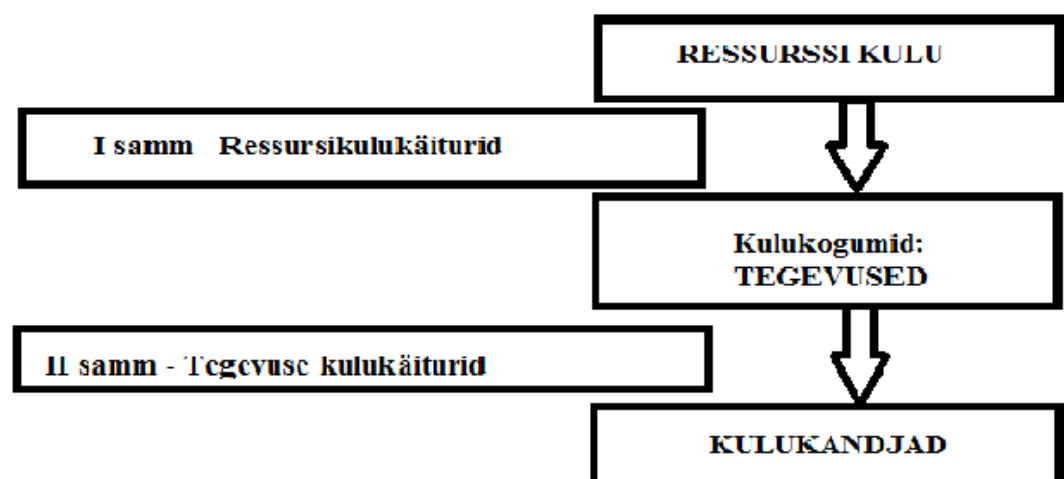 RESSURSSI KULU
I samm Ressursikulukäiturid
Kulukogumid:
TEGEVUSED
II samm - Tegevuse kulukäiturid
KULUKANDJAD